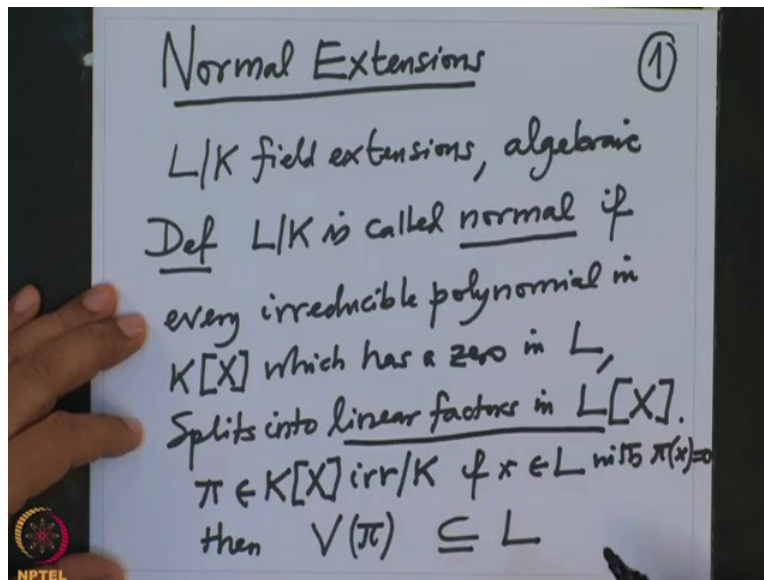 Normal Extensions
①
L/K field extensions, algebraic
Def L/K is called normal if
every irreducible polynomial in
K[X] which has a zero in L,
Splits into linear factors in L[X].
π ∈ K[X] irr/K if x ∈ L with π(x)=0
then V(π) ⊆ L
NPTEL